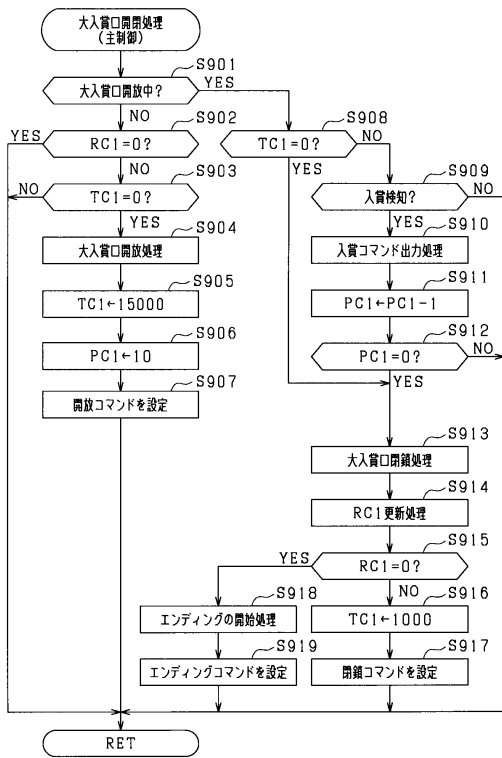 大入賞口開閉処理
(主制御)
S901
大入賞口開放中?
YES
NO
S902
YES
RC1=0?
NO
S903
NO
TC1=0?
YES
S904
大入賞口開放処理
S905
TC1←15000
S906
PC1←10
S907
開放コマンドを設定
S908
TC1=0?
NO
YES
S909
入賞検知?
NO
YES
S910
入賞コマンド出力処理
S911
PC1←PC1-1
S912
PC1=0?
NO
YES
S913
大入賞口閉鎖処理
S914
RC1更新処理
S915
YES
RC1=0?
NO
S918
エンディングの開始処理
S919
エンディングコマンドを設定
S916
TC1←1000
S917
閉鎖コマンドを設定
RET